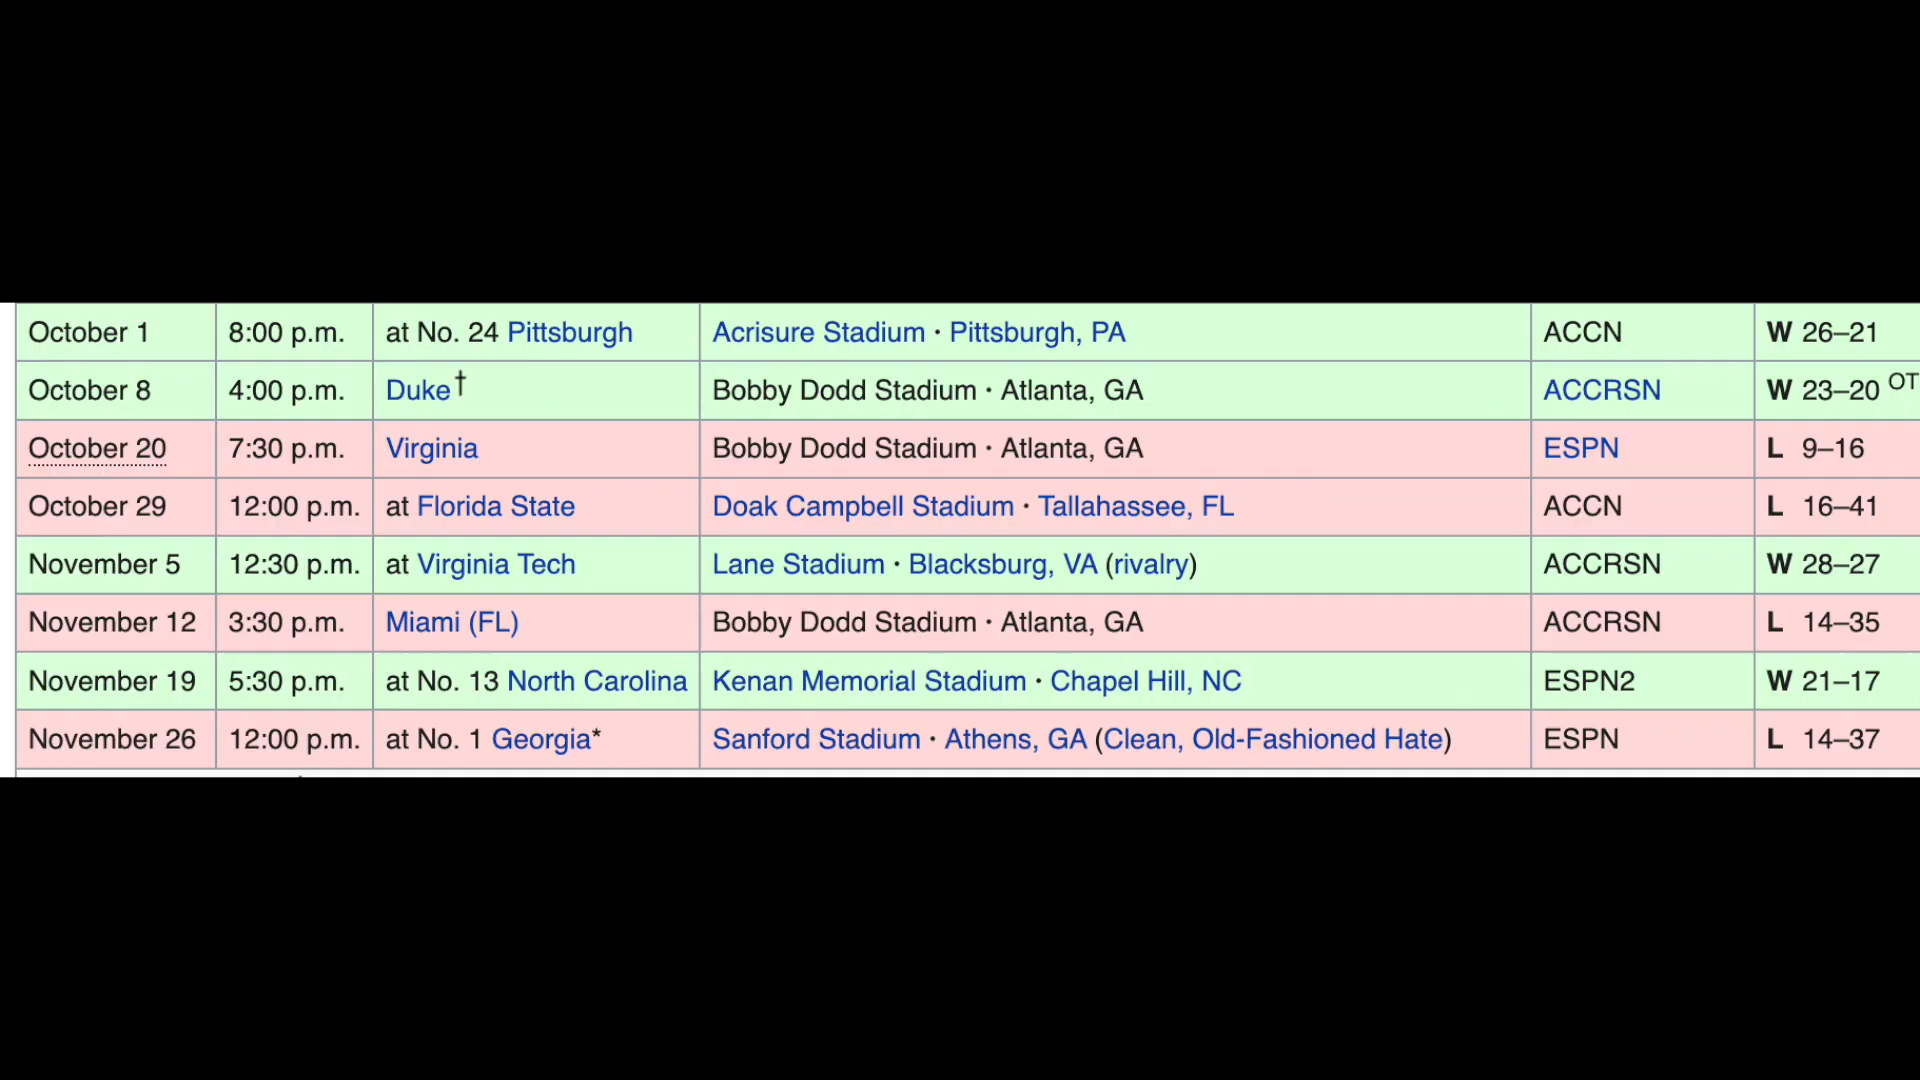 October 1 8:00 p.m. at No. 24 Pittsburgh Acrisure Stadium • Pittsburgh, PA ACCN W 26–21
October 8 4:00 p.m. Duke† Bobby Dodd Stadium • Atlanta, GA ACCRSN W 23–20 OT
October 20 7:30 p.m. Virginia Bobby Dodd Stadium • Atlanta, GA ESPN L 9–16
October 29 12:00 p.m. at Florida State Doak Campbell Stadium • Tallahassee, FL ACCN L 16–41
November 5 12:30 p.m. at Virginia Tech Lane Stadium • Blacksburg, VA (rivalry) ACCRSN W 28–27
November 12 3:30 p.m. Miami (FL) Bobby Dodd Stadium • Atlanta, GA ACCRSN L 14–35
November 19 5:30 p.m. at No. 13 North Carolina Kenan Memorial Stadium • Chapel Hill, NC ESPN2 W 21–17
November 26 12:00 p.m. at No. 1 Georgia* Sanford Stadium • Athens, GA (Clean, Old-Fashioned Hate) ESPN L 14–37